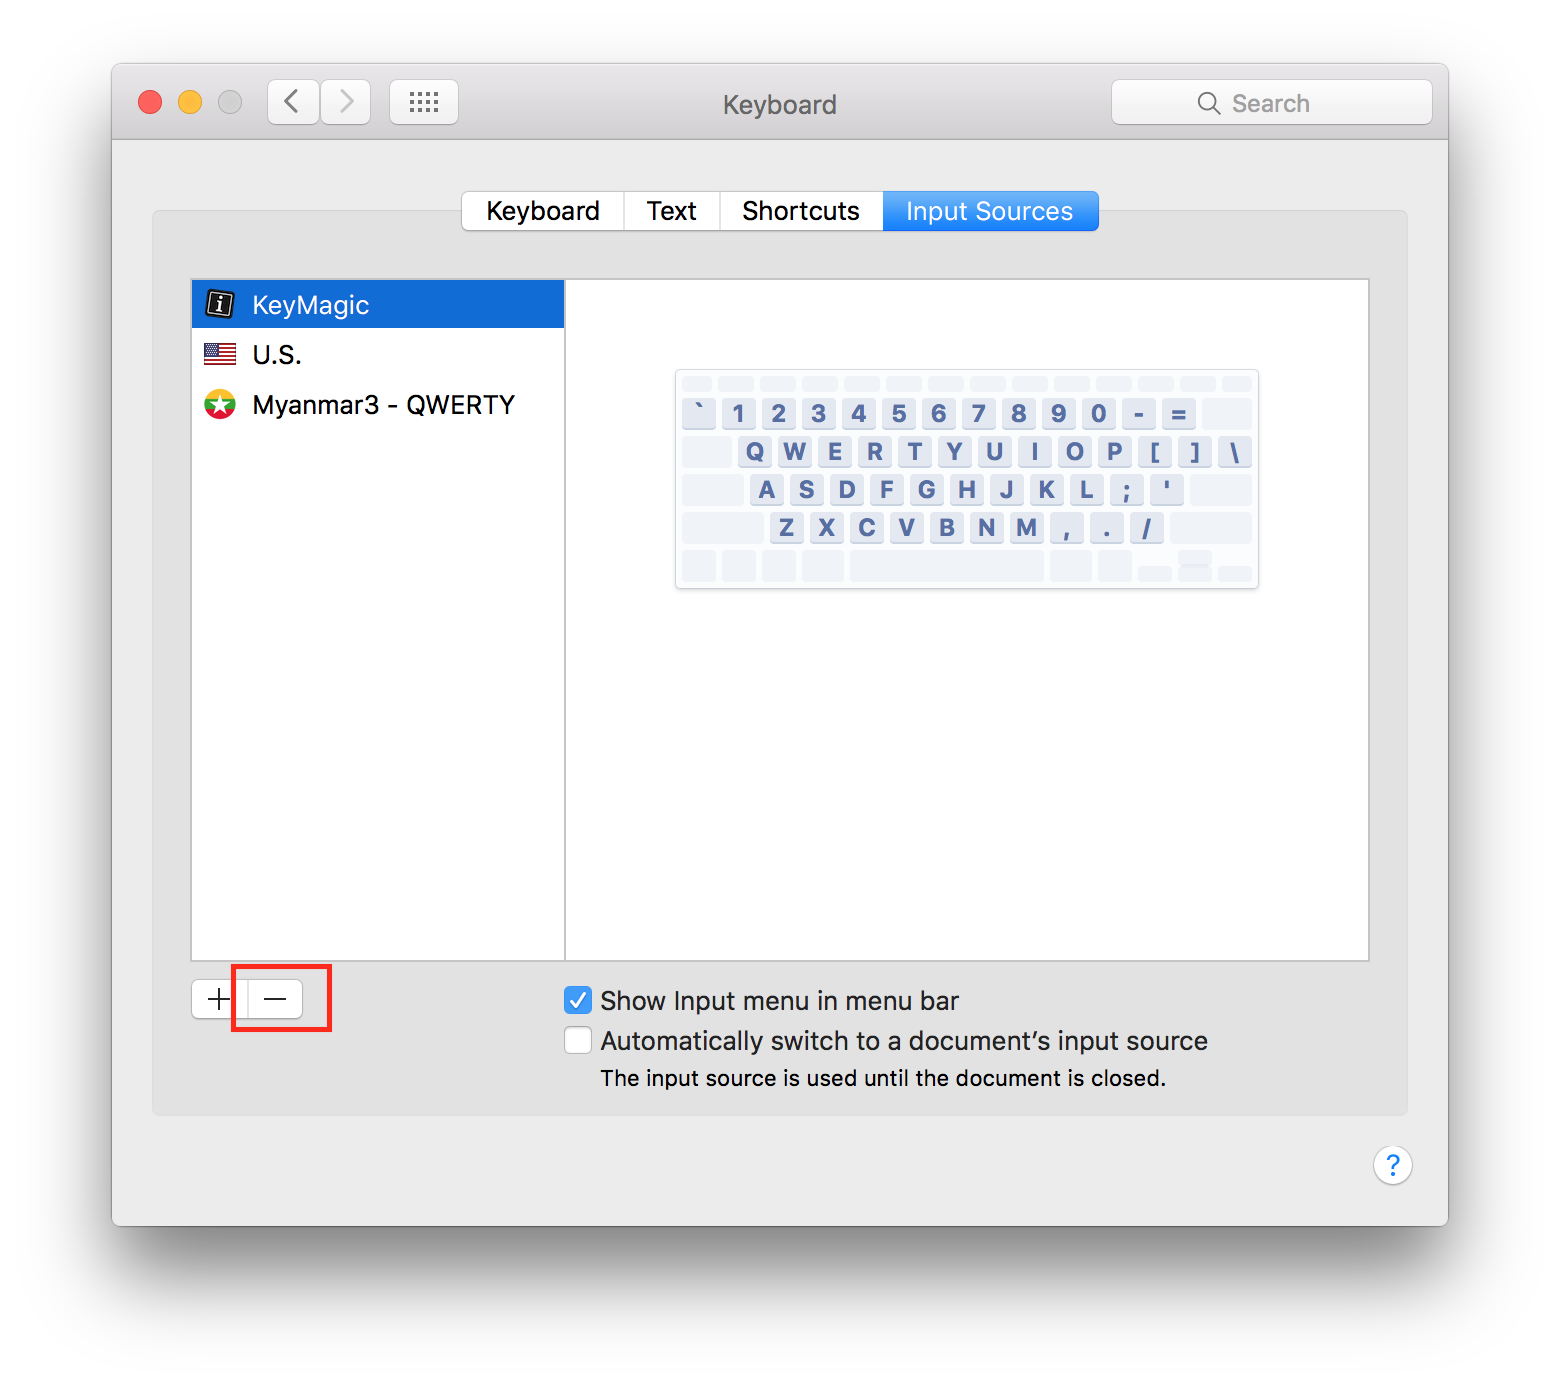 Keyboard
Search
Keyboard Text Shortcuts Input Sources
KeyMagic
U.S.
Myanmar3 - QWERTY
` 1 2 3 4 5 6 7 8 9 0 - =
Q W E R T Y U I O P [ ] \
A S D F G H J K L ; '
Z X C V B N M , . /
+ −
Show Input menu in menu bar
Automatically switch to a document’s input source
The input source is used until the document is closed.
?